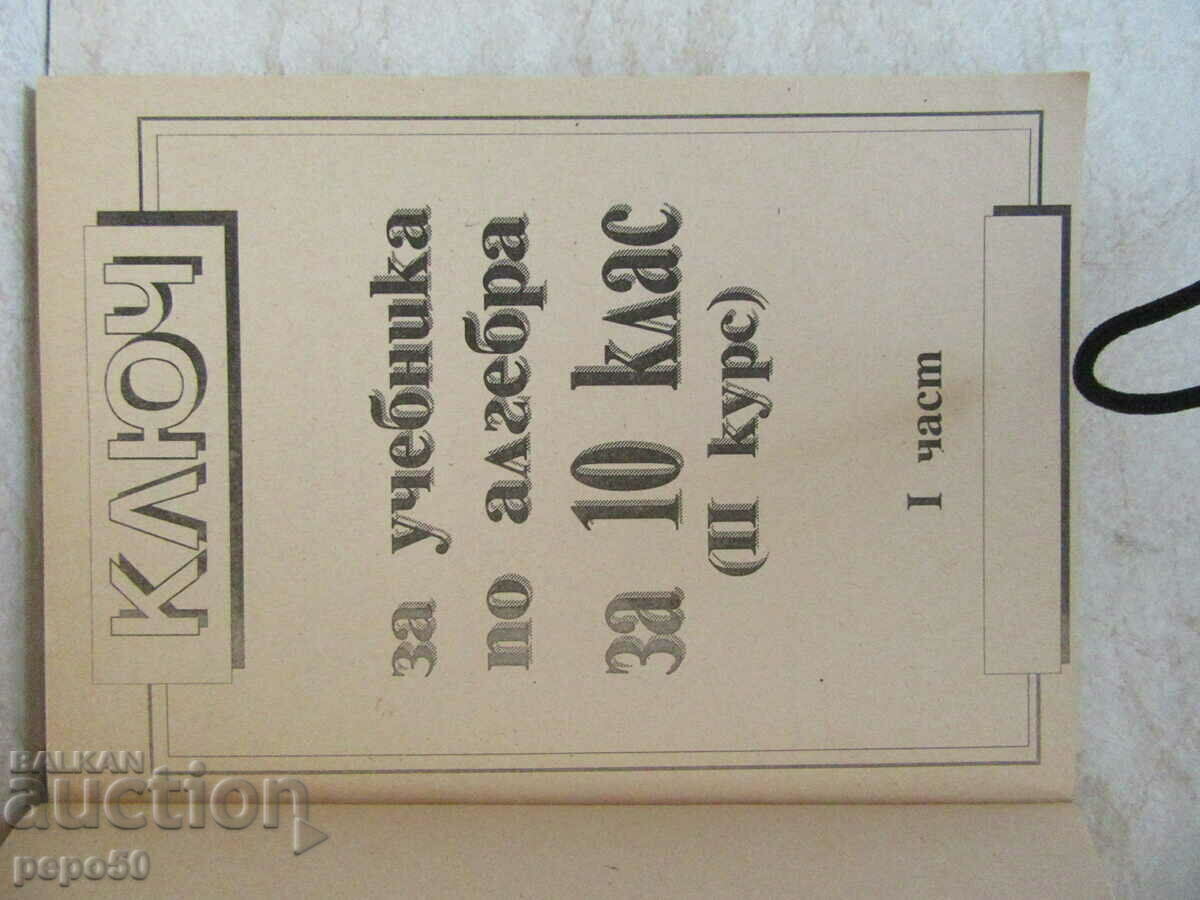 КЛЮЧ
за учебника
по алгебра
за 10 клас
(II курс)
I част
BALKAN
auction
pepo50